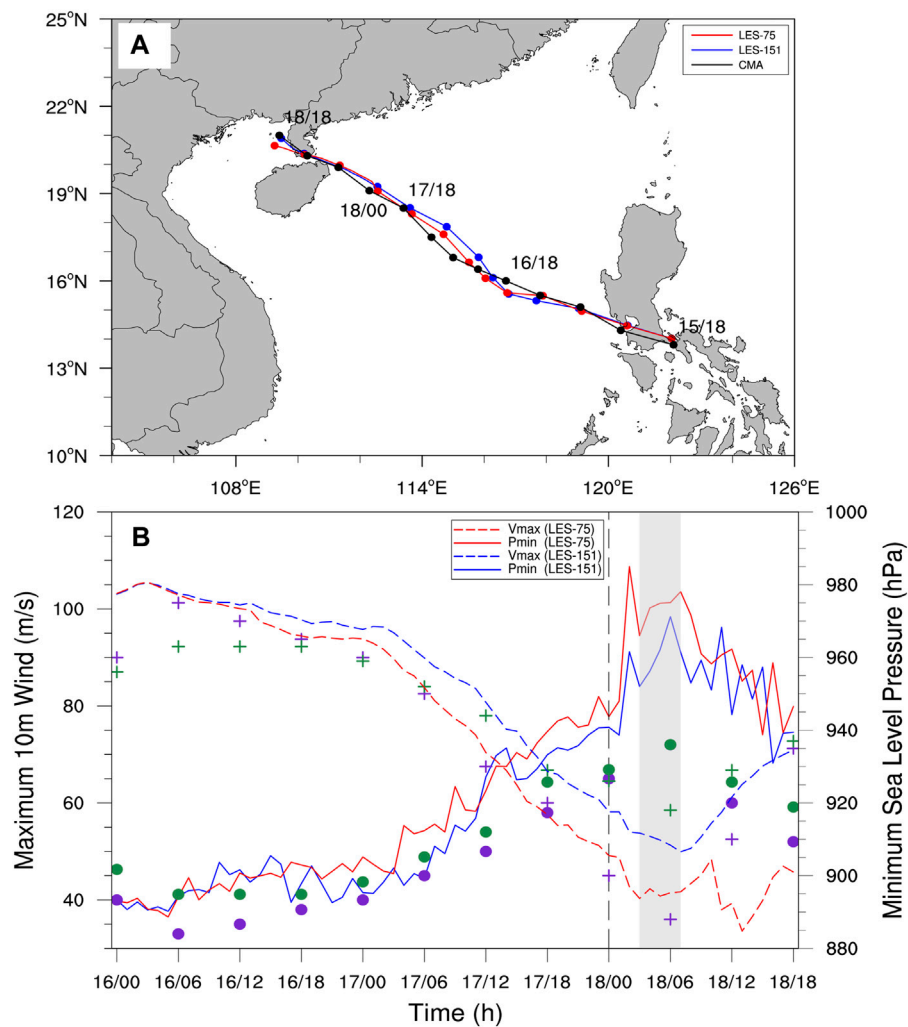 A
25°N
22°N
19°N
16°N
13°N
10°N
108°E
114°E
120°E
126°E
LES-75
LES-151
CMA
18/18
17/18
18/00
16/18
15/18
B
Vmax (LES-75)
Pmin (LES-75)
Vmax (LES-151)
Pmin (LES-151)
Maximum 10m Wind (m/s)
120
100
80
60
40
Minimum Sea Level Pressure (hPa)
1000
980
960
940
920
900
880
16/00 16/06 16/12 16/18 17/00 17/06 17/12 17/18 18/00 18/06 18/12 18/18
Time (h)